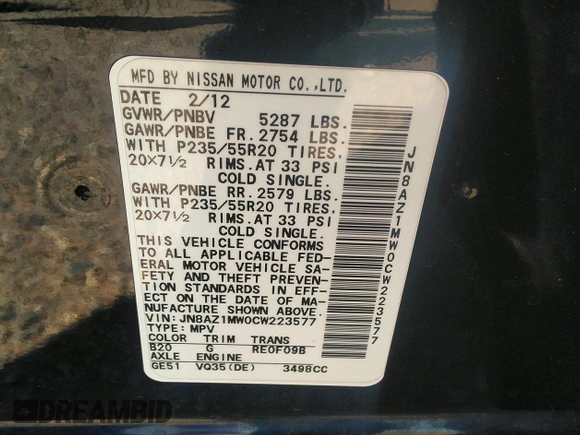 MFD BY NISSAN MOTOR CO.,LTD.
DATE 2/12
GVWR/PNBV 5287 LBS.
GAWR/PNBE FR. 2754 LBS.
WITH P235/55R20 TIRES.
20×7½ RIMS. AT 33 PSI
COLD SINGLE.
GAWR/PNBE RR. 2579 LBS.
WITH P235/55R20 TIRES.
20×7½ RIMS. AT 33 PSI
COLD SINGLE.
THIS VEHICLE CONFORMS
TO ALL APPLICABLE FED-
ERAL MOTOR VEHICLE SA-
FETY AND THEFT PREVEN-
TION STANDARDS IN EFF-
ECT ON THE DATE OF MA-
NUFACTURE SHOWN ABOVE.
VIN: JN8AZ1MW0CW223577
TYPE: MPV
COLOR TRIM TRANS
B20 G RE0F09B
AXLE ENGINE
GE51 VQ35(DE) 3498CC
JN8AZ1MW0CW223577
DREAMBID